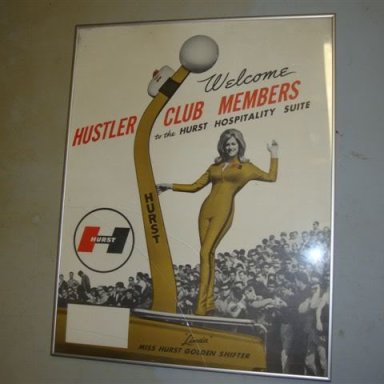 Welcome
HUSTLER CLUB MEMBERS
to the HURST HOSPITALITY SUITE
HURST
HURST
"Linda"
MISS HURST GOLDEN SHIFTER